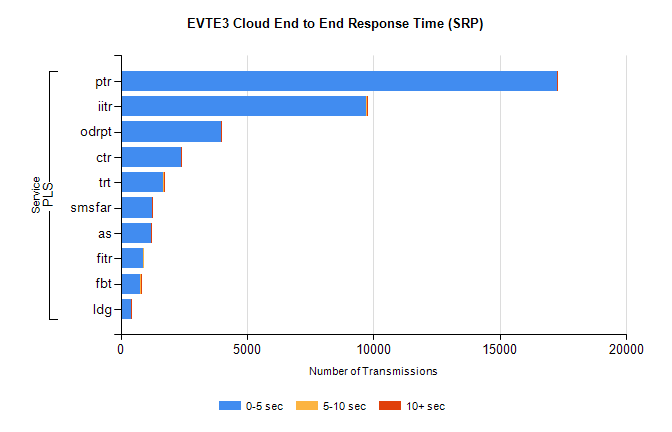 EVTE3 Cloud End to End Response Time (SRP)
Service
PLS
ptr
iitr
odrpt
ctr
trt
smsfar
as
fitr
fbt
ldg
0 5000 10000 15000 20000
Number of Transmissions
0-5 sec 5-10 sec 10+ sec